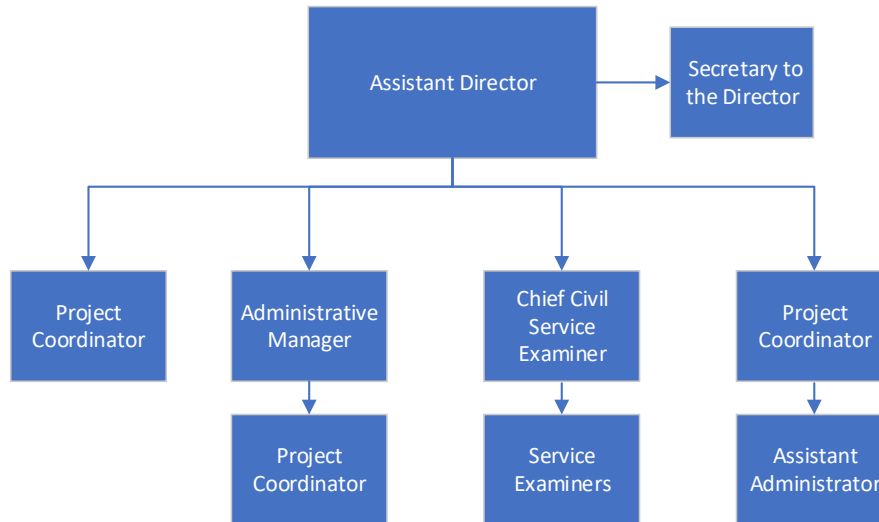 Assistant Director
Secretary to
the Director
Project
Coordinator
Administrative
Manager
Chief Civil
Service
Examiner
Project
Coordinator
Project
Coordinator
Service
Examiners
Assistant
Administrator